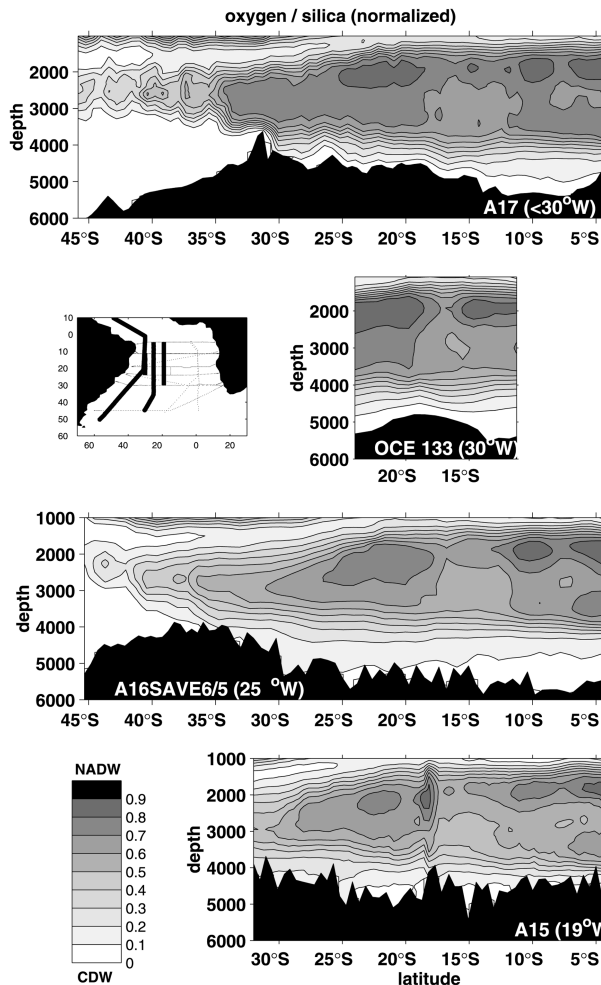 oxygen / silica (normalized)
depth
2000
3000
4000
5000
6000
A17 (<30°W)
45°S 40°S 35°S 30°S 25°S 20°S 15°S 10°S 5°S
10
0
10
20
30
40
50
60
60 40 20 0 20
depth
2000
3000
4000
5000
6000
OCE 133 (30°W)
20°S 15°S
depth
1000
2000
3000
4000
5000
6000
A16SAVE6/5 (25 °W)
45°S 40°S 35°S 30°S 25°S 20°S 15°S 10°S 5°S
NADW
0.9
0.8
0.7
0.6
0.5
0.4
0.3
0.2
0.1
0
CDW
depth
1000
2000
3000
4000
5000
6000
A15 (19°W
30°S 25°S 20°S 15°S 10°S 5°S
latitude